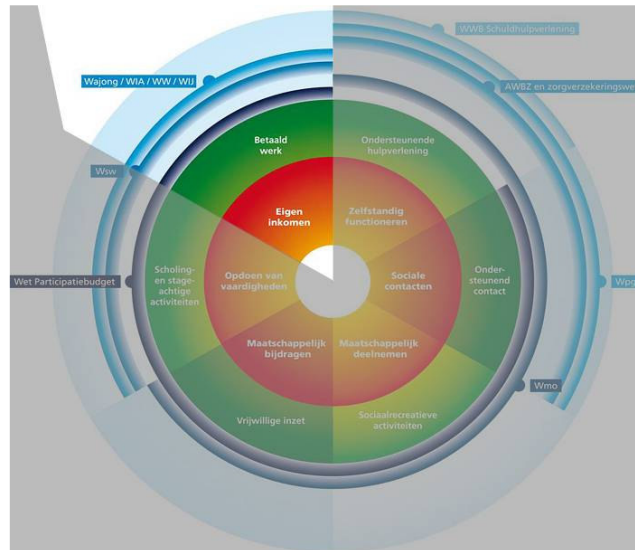 WWB Schuldhulpverlening
Wajong / WIA / WW / WIJ
AWBZ en zorgverzekeringswe
Betaald
werk
Ondersteunende
hulpverlening
Wsw
Eigen
inkomen
Zelfstandig
functioneren
Wet Participatiebudget
Scholing-
en stage-
achtige
activiteiten
Opdoen van
vaardigheden
Sociale
contacten
Onder-
steunend
contact
Wpg
Maatschappelijk
bijdragen
Maatschappelijk
deelnemen
Wmo
Vrijwillige inzet
Sociaalrecreatieve
activiteiten